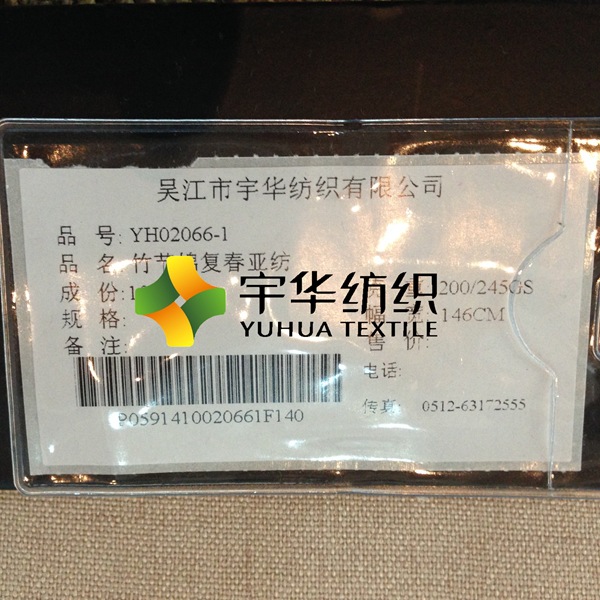 吴江市宇华纺织有限公司
品 号: YH02066-1
品 名: 竹节棉复春亚纺
成 份:
规 格:
200/245GS
146CM
备 注:
售 价:
电话:
传真: 0512-63172555
P0591410020661F140
宇华纺织
YUHUA TEXTILE